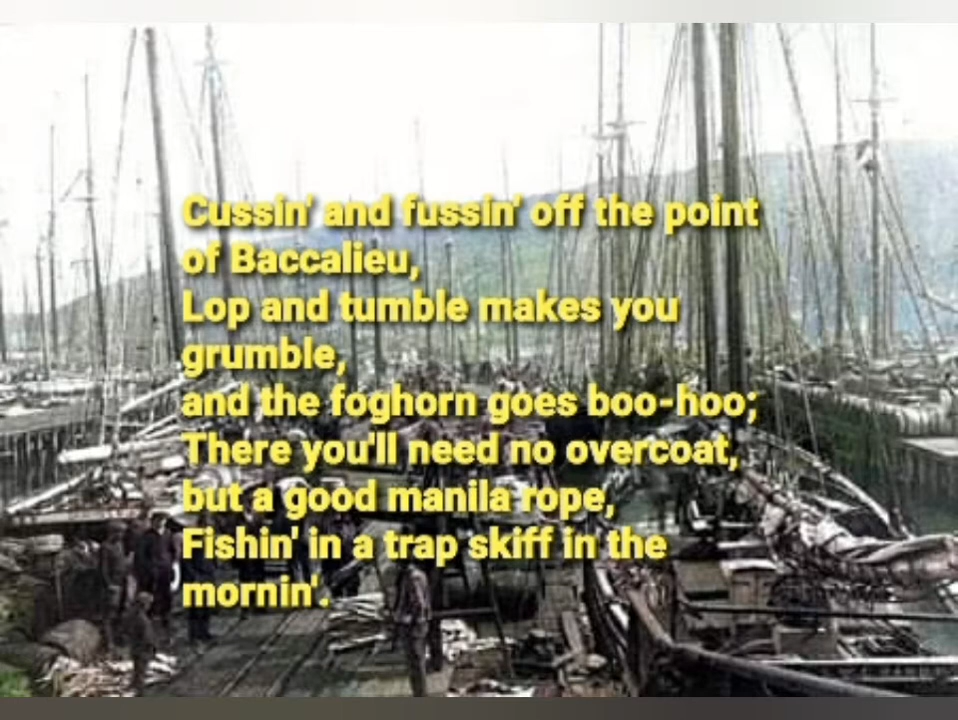 Cussin' and fussin' off the point
of Baccalieu,
Lop and tumble makes you
grumble,
and the foghorn goes boo-hoo;
There you'll need no overcoat,
but a good manila rope,
Fishin' in a trap skiff in the
mornin'.